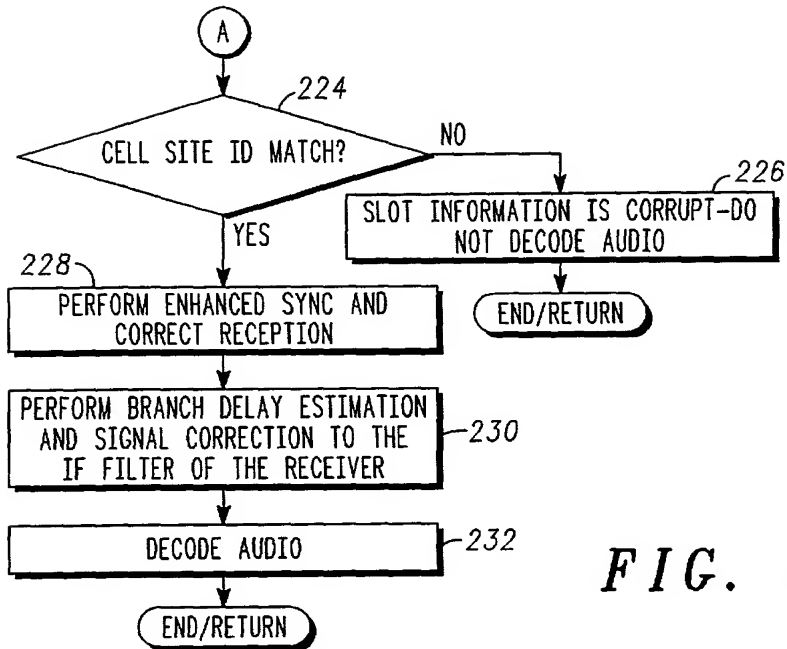 A
224
CELL SITE ID MATCH?
NO
YES
226
SLOT INFORMATION IS CORRUPT-DO
NOT DECODE AUDIO
END/RETURN
228
PERFORM ENHANCED SYNC AND
CORRECT RECEPTION
PERFORM BRANCH DELAY ESTIMATION
AND SIGNAL CORRECTION TO THE
IF FILTER OF THE RECEIVER
230
DECODE AUDIO
232
END/RETURN
FIG.